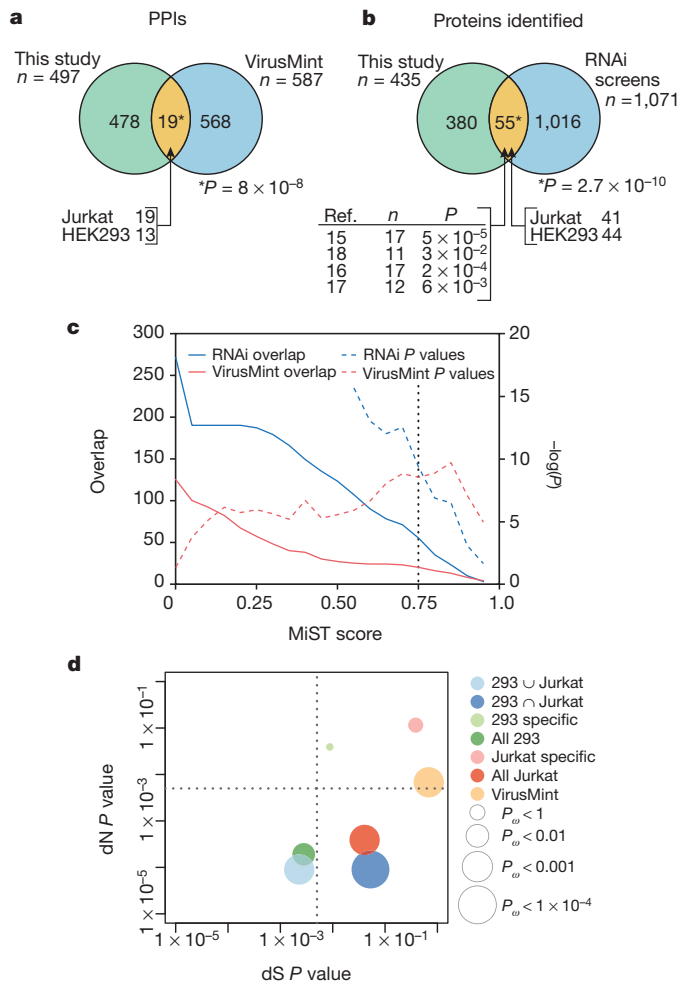 a PPIs
This study
n = 497
VirusMint
n = 587
478 19* 568
*P = 8 × 10⁻⁸
Jurkat 19
HEK293 13
b Proteins identified
This study
n = 435
RNAi
screens
n = 1,071
380 55* 1,016
*P = 2.7 × 10⁻¹⁰
Ref. n P
15 17 5 × 10⁻⁵
18 11 3 × 10⁻²
16 17 2 × 10⁻⁴
17 12 6 × 10⁻³
Jurkat 41
HEK293 44
c
RNAi overlap
VirusMint overlap
RNAi P values
VirusMint P values
Overlap
300
250
200
150
100
50
0
–log(P)
20
15
10
5
0
0 0.25 0.50 0.75 1.0
MiST score
d
dN P value
1 × 10⁻¹
1 × 10⁻³
1 × 10⁻⁵
1 × 10⁻⁵ 1 × 10⁻³ 1 × 10⁻¹
dS P value
293 ∪ Jurkat
293 ∩ Jurkat
293 specific
All 293
Jurkat specific
All Jurkat
VirusMint
Pω < 1
Pω < 0.01
Pω < 0.001
Pω < 1 × 10⁻⁴